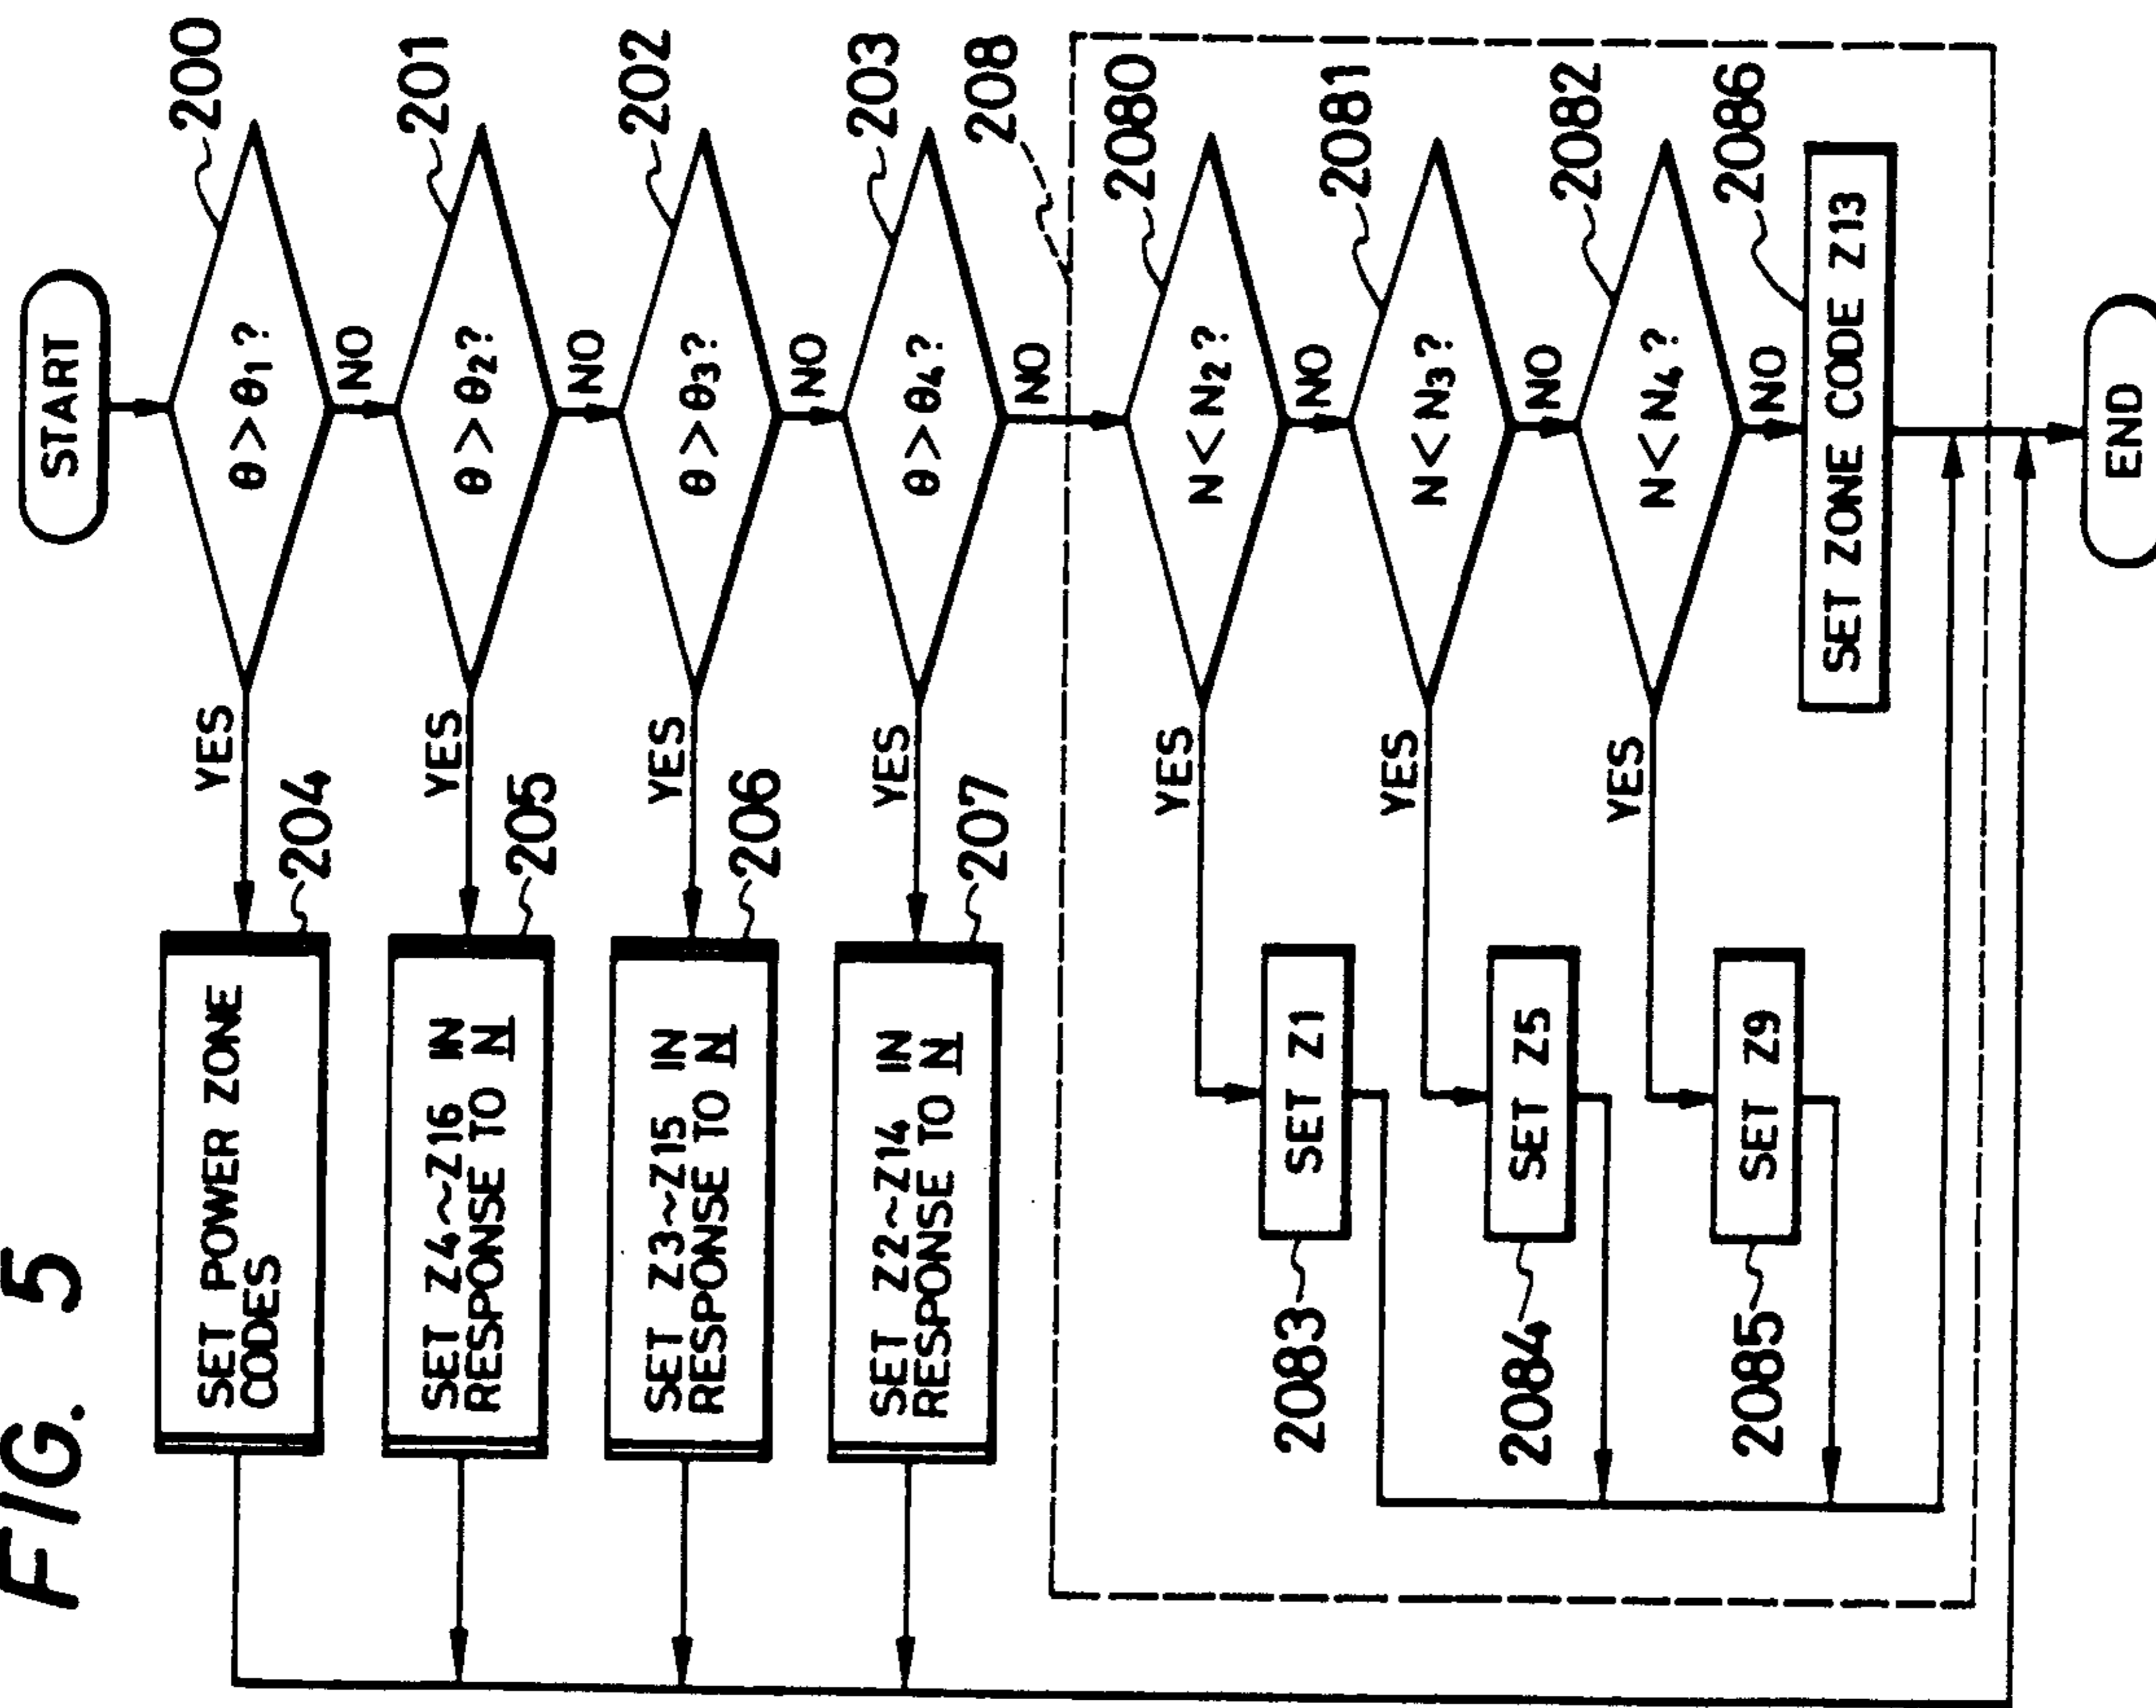 FIG. 5
START
θ>θ1?
200
NO
YES
SET POWER ZONE
CODES
204
θ>θ2?
201
NO
YES
SET Z4~Z16 IN
RESPONSE TO N
205
θ>θ3?
202
NO
YES
SET Z3~Z15 IN
RESPONSE TO N
206
θ>θ4?
203
NO
YES
SET Z2~Z14 IN
RESPONSE TO N
207
208
N<N2?
2080
NO
YES
SET Z1
2083
N<N3?
2081
NO
YES
SET Z5
2084
N<N4?
2082
NO
YES
SET Z9
2085
SET ZONE CODE Z13
2086
END